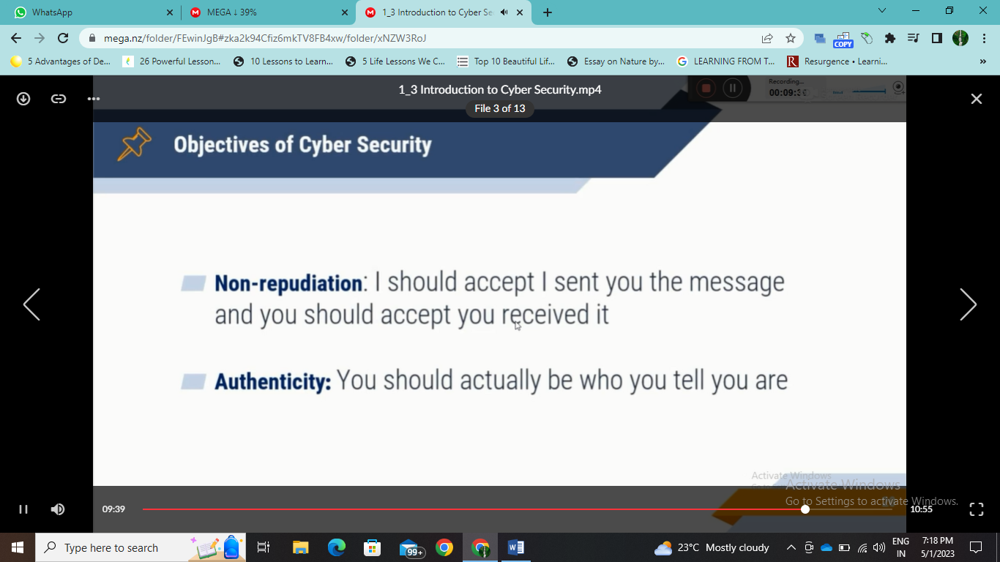 WhatsApp
MEGA ↓ 39%
1_3 Introduction to Cyber Se
mega.nz/folder/FEwinJgB#zka2k94Cfiz6mkTV8FB4xw/folder/xNZW3RoJ
COPY
5 Advantages of De...
26 Powerful Lesson...
10 Lessons to Learn...
5 Life Lessons We C...
Top 10 Beautiful Lif...
Essay on Nature by...
LEARNING FROM T...
Resurgence • Learni...
»
1_3 Introduction to Cyber Security.mp4
File 3 of 13
Recording...
Objectives of Cyber Security
Non-repudiation: I should accept I sent you the message
and you should accept you received it
Authenticity: You should actually be who you tell you are
Activate Windows
Activate Windows
Go to Settings to activate Windows.
09:39
10:55
Type here to search
99+
23°C Mostly cloudy
ENG
IN
7:18 PM
5/1/2023